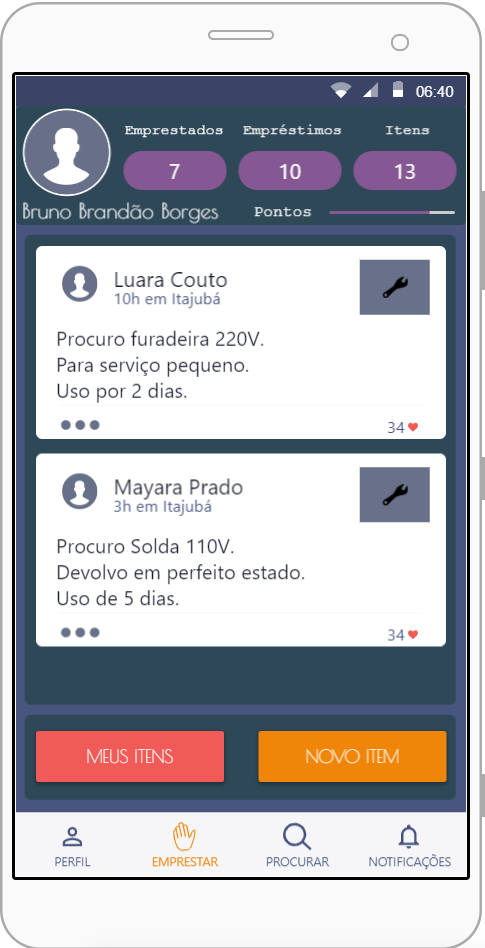 06:40
Emprestados Empréstimos Itens
7 10 13
Bruno Brandão Borges Pontos
Luara Couto
10h em Itajubá
Procuro furadeira 220V.
Para serviço pequeno.
Uso por 2 dias.
34
Mayara Prado
3h em Itajubá
Procuro Solda 110V.
Devolvo em perfeito estado.
Uso de 5 dias.
34
MEUS ITENS NOVO ITEM
PERFIL EMPRESTAR PROCURAR NOTIFICAÇÕES